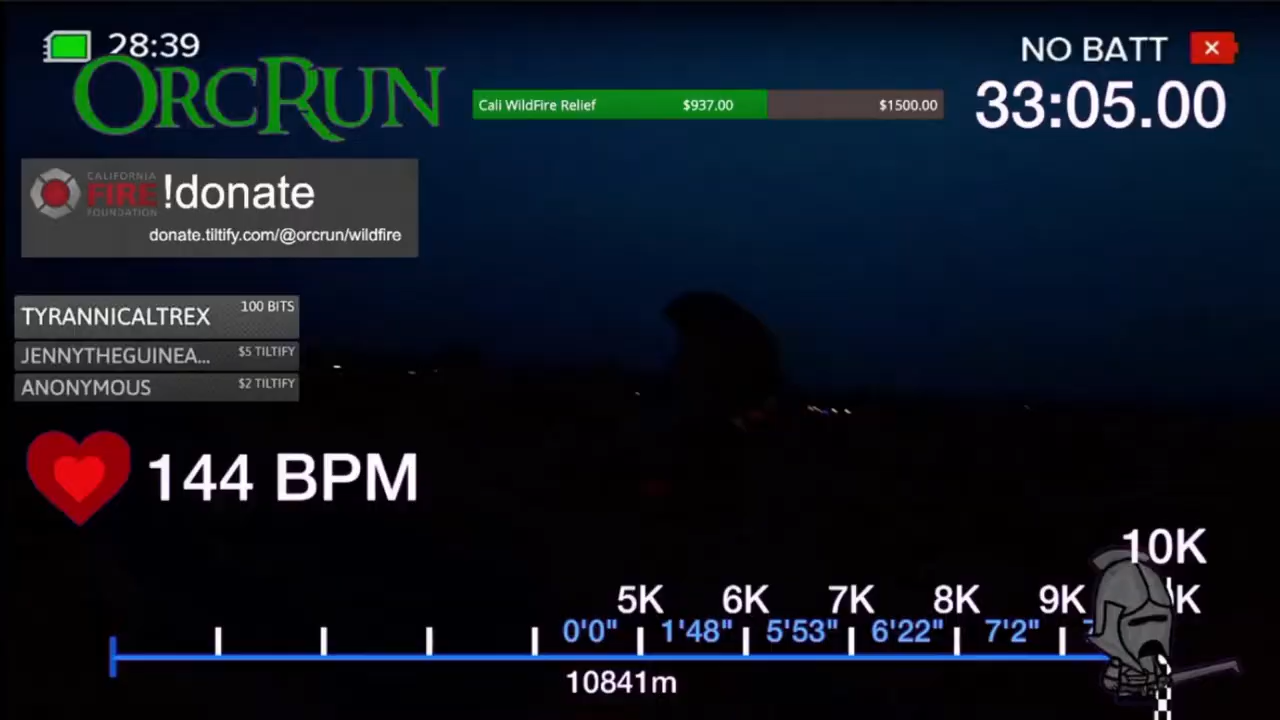 28:39
NO BATT
ORCRUN
Cali WildFire Relief $937.00 $1500.00
33:05.00
CALIFORNIA
FIRE
FOUNDATION
!donate
donate.tiltify.com/@orcrun/wildfire
TYRANNICALTREX 100 BITS
JENNYTHEGUINEA... $5 TILTIFY
ANONYMOUS $2 TILTIFY
144 BPM
10K
5K 6K 7K 8K 9K K
0'0" 1'48" 5'53" 6'22" 7'2"
10841m